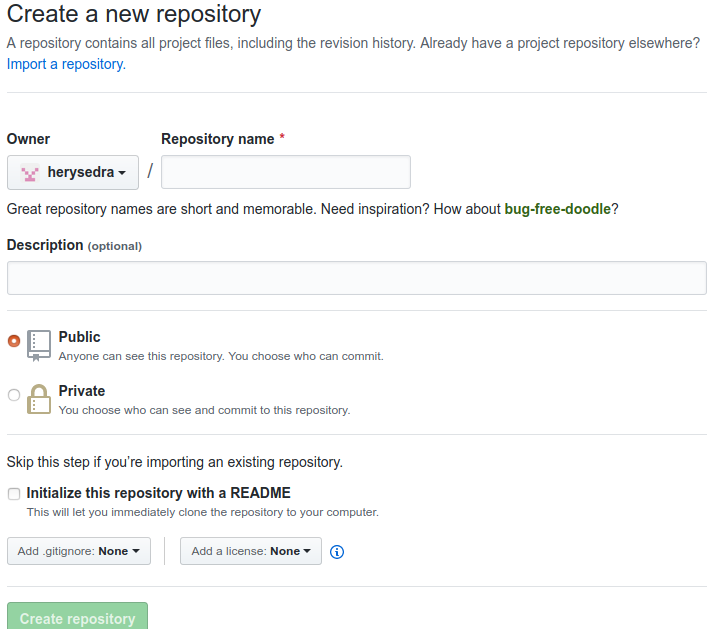 Create a new repository
A repository contains all project files, including the revision history. Already have a project repository elsewhere?
Import a repository.
Owner
Repository name *
herysedra
/
Great repository names are short and memorable. Need inspiration? How about bug-free-doodle?
Description (optional)
Public
Anyone can see this repository. You choose who can commit.
Private
You choose who can see and commit to this repository.
Skip this step if you’re importing an existing repository.
Initialize this repository with a README
This will let you immediately clone the repository to your computer.
Add .gitignore: None
Add a license: None
Create repository